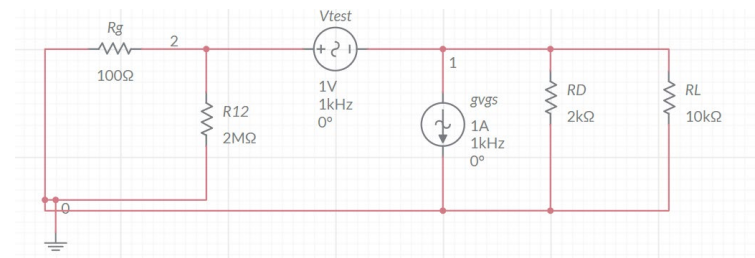 Rg
100Ω
2
R12
2MΩ
Vtest
1V
1kHz
0°
1
gvgs
1A
1kHz
0°
RD
2kΩ
RL
10kΩ
0